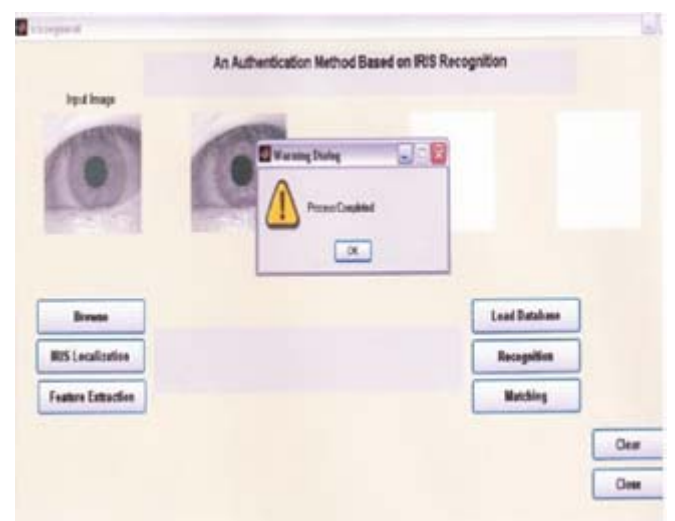 An Authentication Method Based on IRIS Recognition
Input Image
Warning Dialog
Process Completed
OK
Browse
IRIS Localization
Feature Extraction
Load Database
Recognition
Matching
Clear
Close